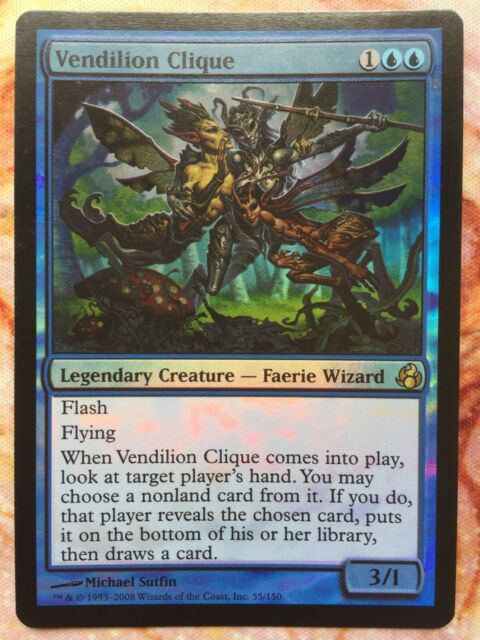 Vendilion Clique 1
Legendary Creature — Faerie Wizard
Flash
Flying
When Vendilion Clique comes into play,
look at target player's hand. You may
choose a nonland card from it. If you do,
that player reveals the chosen card, puts
it on the bottom of his or her library,
then draws a card.
Michael Sutfin
™ & © 1993–2008 Wizards of the Coast, Inc. 55/150
3/1